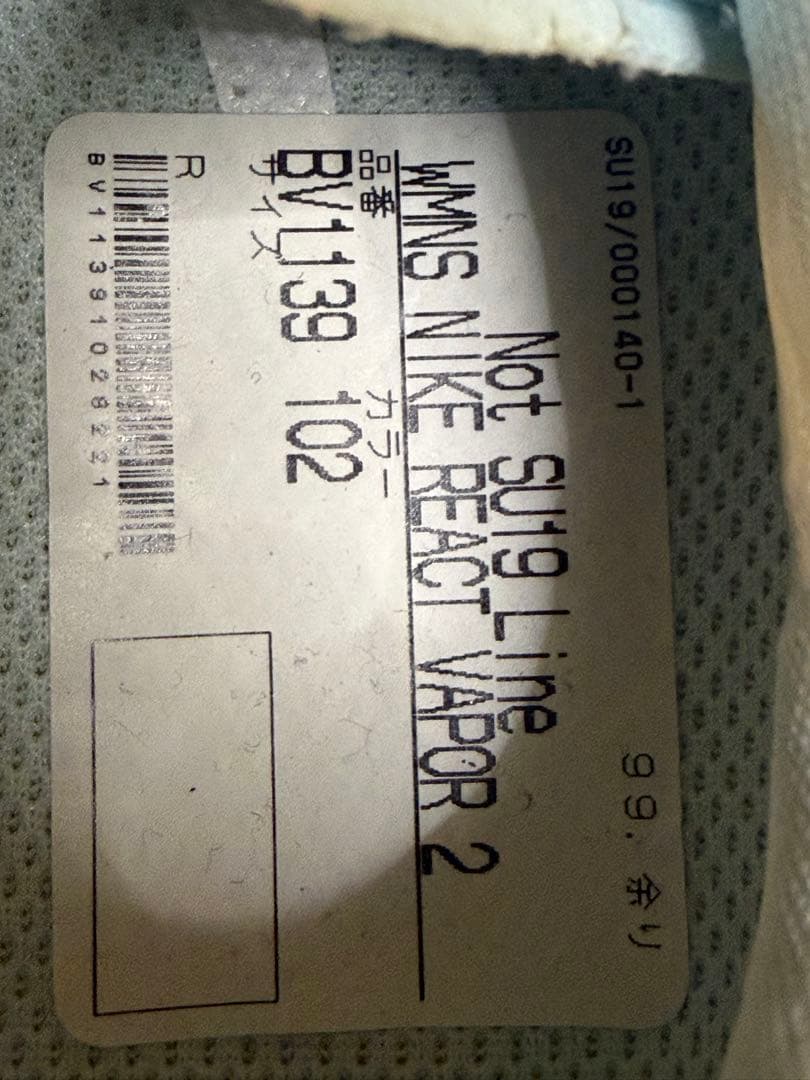 SU19/000140-1 99. 余り
Not SU19 Line
WMNS NIKE REACT VAPOR 2
品番 カラー
BV1139 102
サイズ
R
BV11391028221